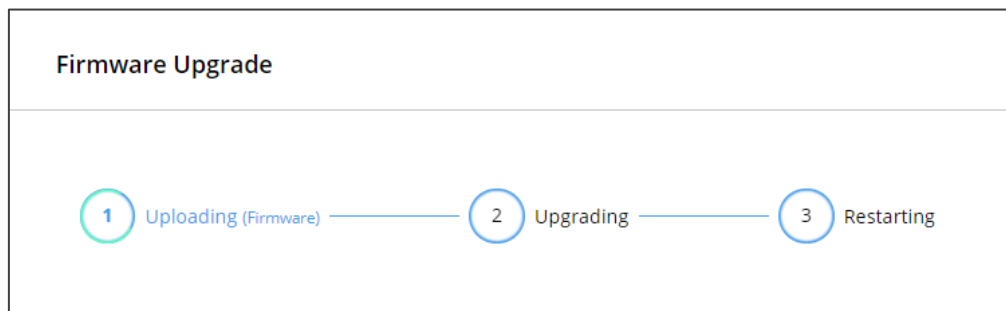 Firmware Upgrade
1 Uploading (Firmware) 2 Upgrading 3 Restarting